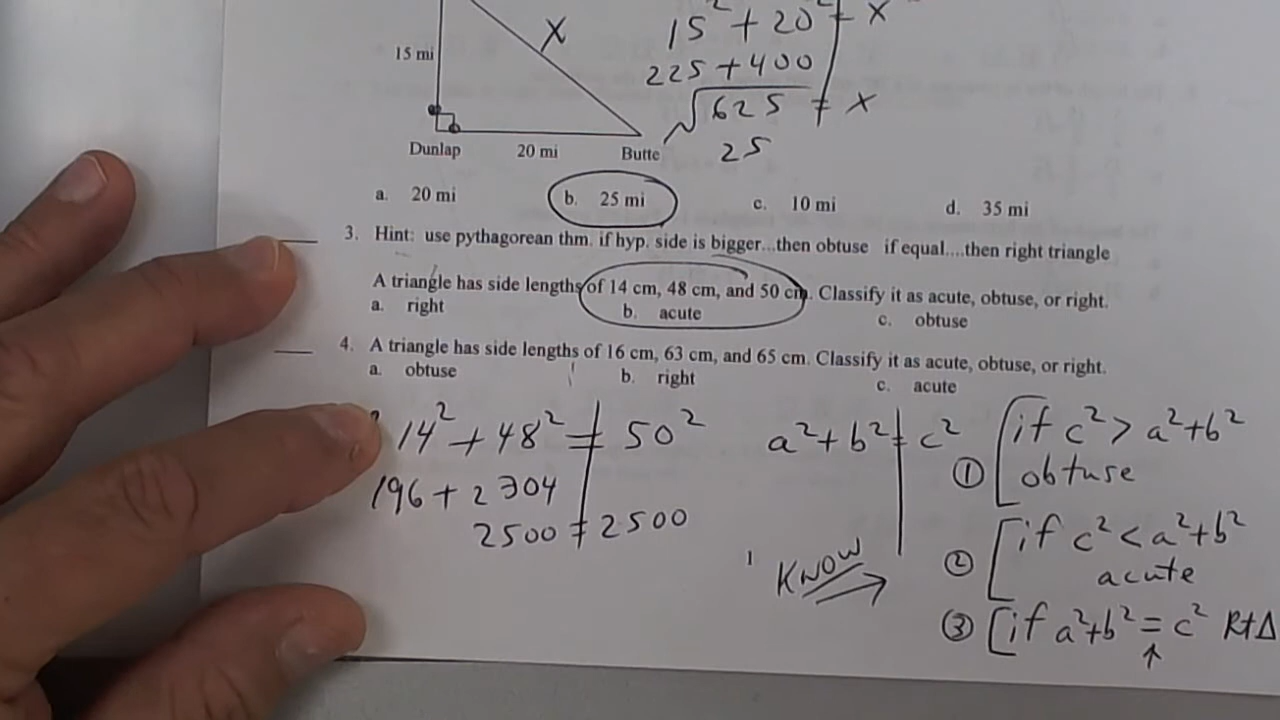 15² + 20² = x
15 mi
X
225 + 400
√625 = x
25
Dunlap 20 mi Butte
a. 20 mi b. 25 mi c. 10 mi d. 35 mi
3. Hint: use pythagorean thm. if hyp. side is bigger...then obtuse if equal....then right triangle
A triangle has side lengths of 14 cm, 48 cm, and 50 cm. Classify it as acute, obtuse, or right.
a. right b. acute c. obtuse
4. A triangle has side lengths of 16 cm, 63 cm, and 65 cm. Classify it as acute, obtuse, or right.
a. obtuse b. right c. acute
14² + 48² = 50²
196 + 2304
2500 = 2500
a² + b² = c²
KNOW
① if c² > a² + b²
obtuse
② if c² < a² + b²
acute
③ if a² + b² = c² Rt Δ